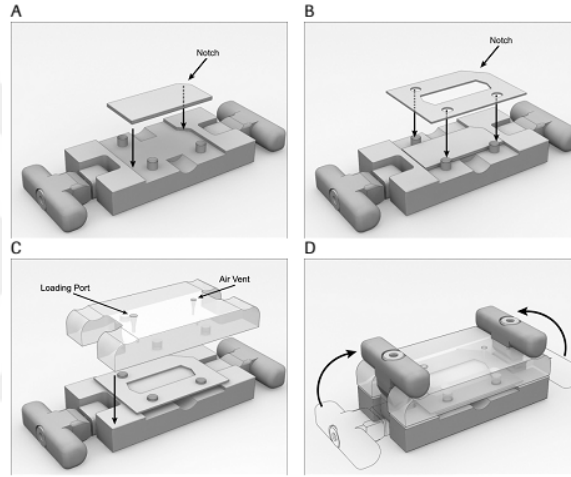 A
B
Notch
Notch
C
D
Loading Port
Air Vent